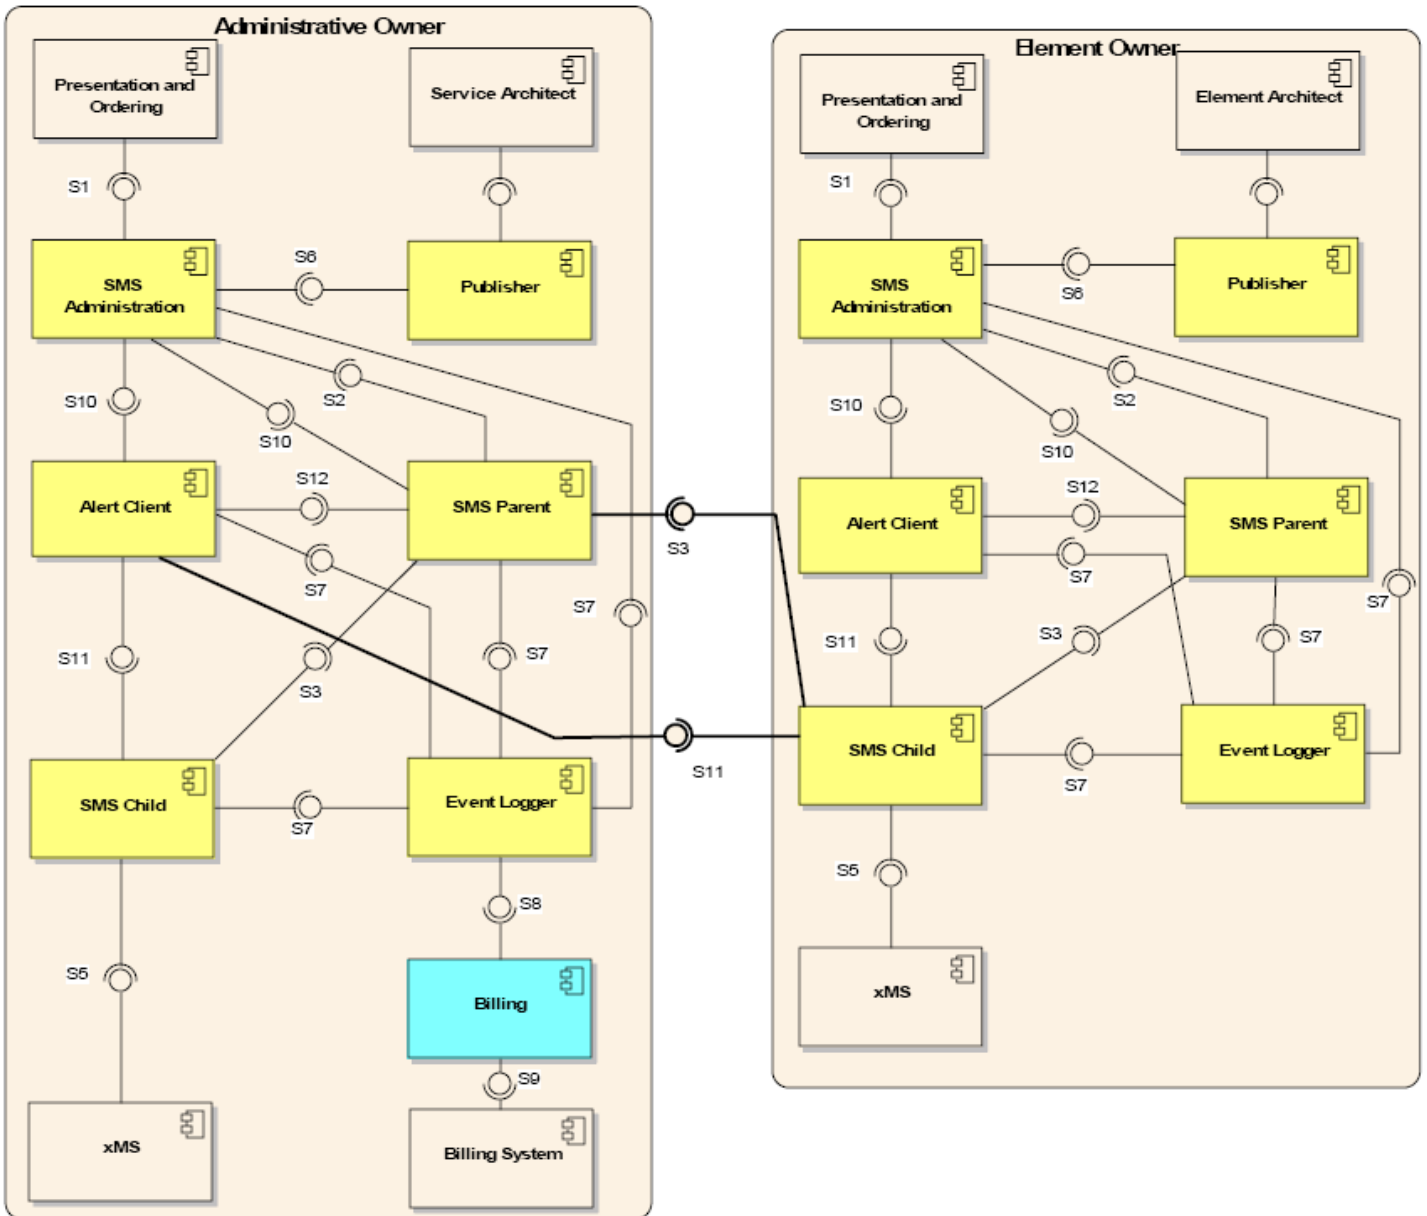 Administrative Owner
Presentation and
Ordering
Service Architect
S1
SMS
Administration
S6
Publisher
S10
S10
S2
Alert Client
S12
SMS Parent
S7
S7
S11
S3
S7
SMS Child
S7
Event Logger
S8
S5
Billing
S9
xMS
Billing System
S3
S11
Element Owner
Presentation and
Ordering
Element Architect
S1
SMS
Administration
S6
Publisher
S10
S10
S2
Alert Client
S12
SMS Parent
S7
S7
S11
S3
S7
SMS Child
S7
Event Logger
S5
xMS